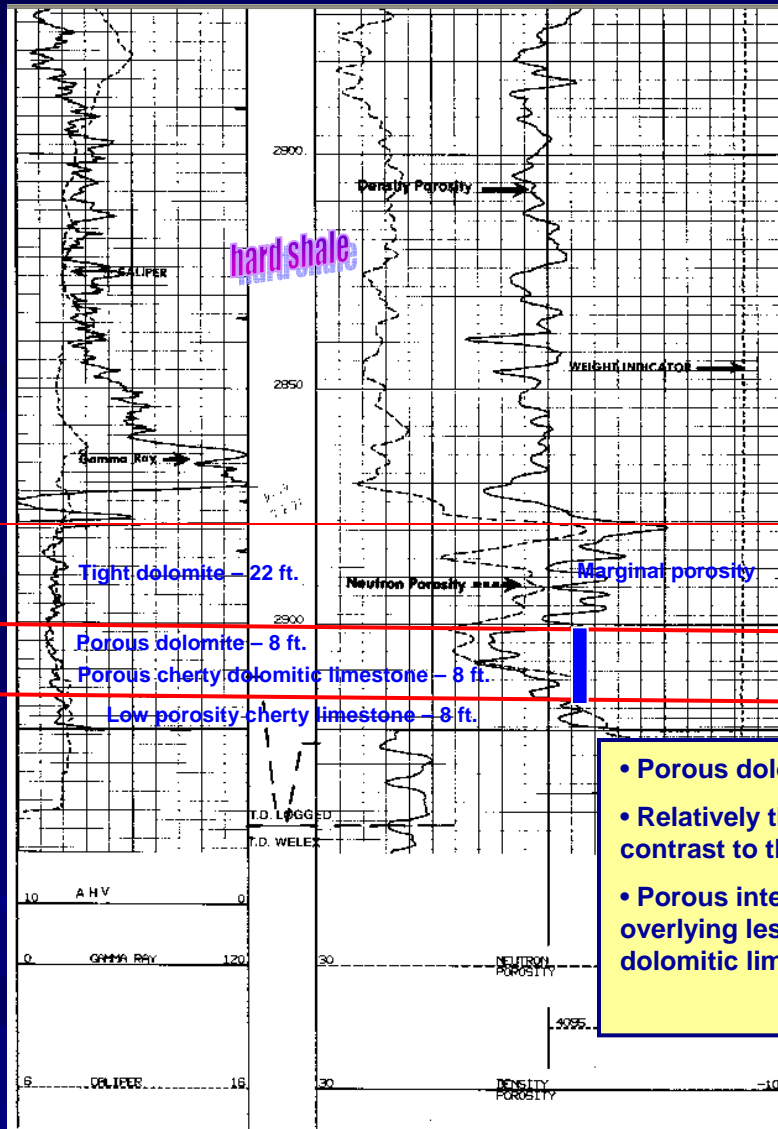 2900
Density Porosity
hard shale
CALIPER
2850
WEIGHT INDICATOR
Gamma Ray
Tight dolomite – 22 ft.
Neutron Porosity
Marginal porosity
2900
Porous dolomite – 8 ft.
Porous cherty dolomitic limestone – 8 ft.
Low porosity cherty limestone – 8 ft.
T.D. LOGGED
T.D. WELEX
• Porous dol
• Relatively t
contrast to th
• Porous inte
overlying les
dolomitic lim
10 AHV 0
0 GAMMA RAY 120 30 NEUTRON
POROSITY
4095
6 CALIPER 16 30 DENSITY -10
POROSITY